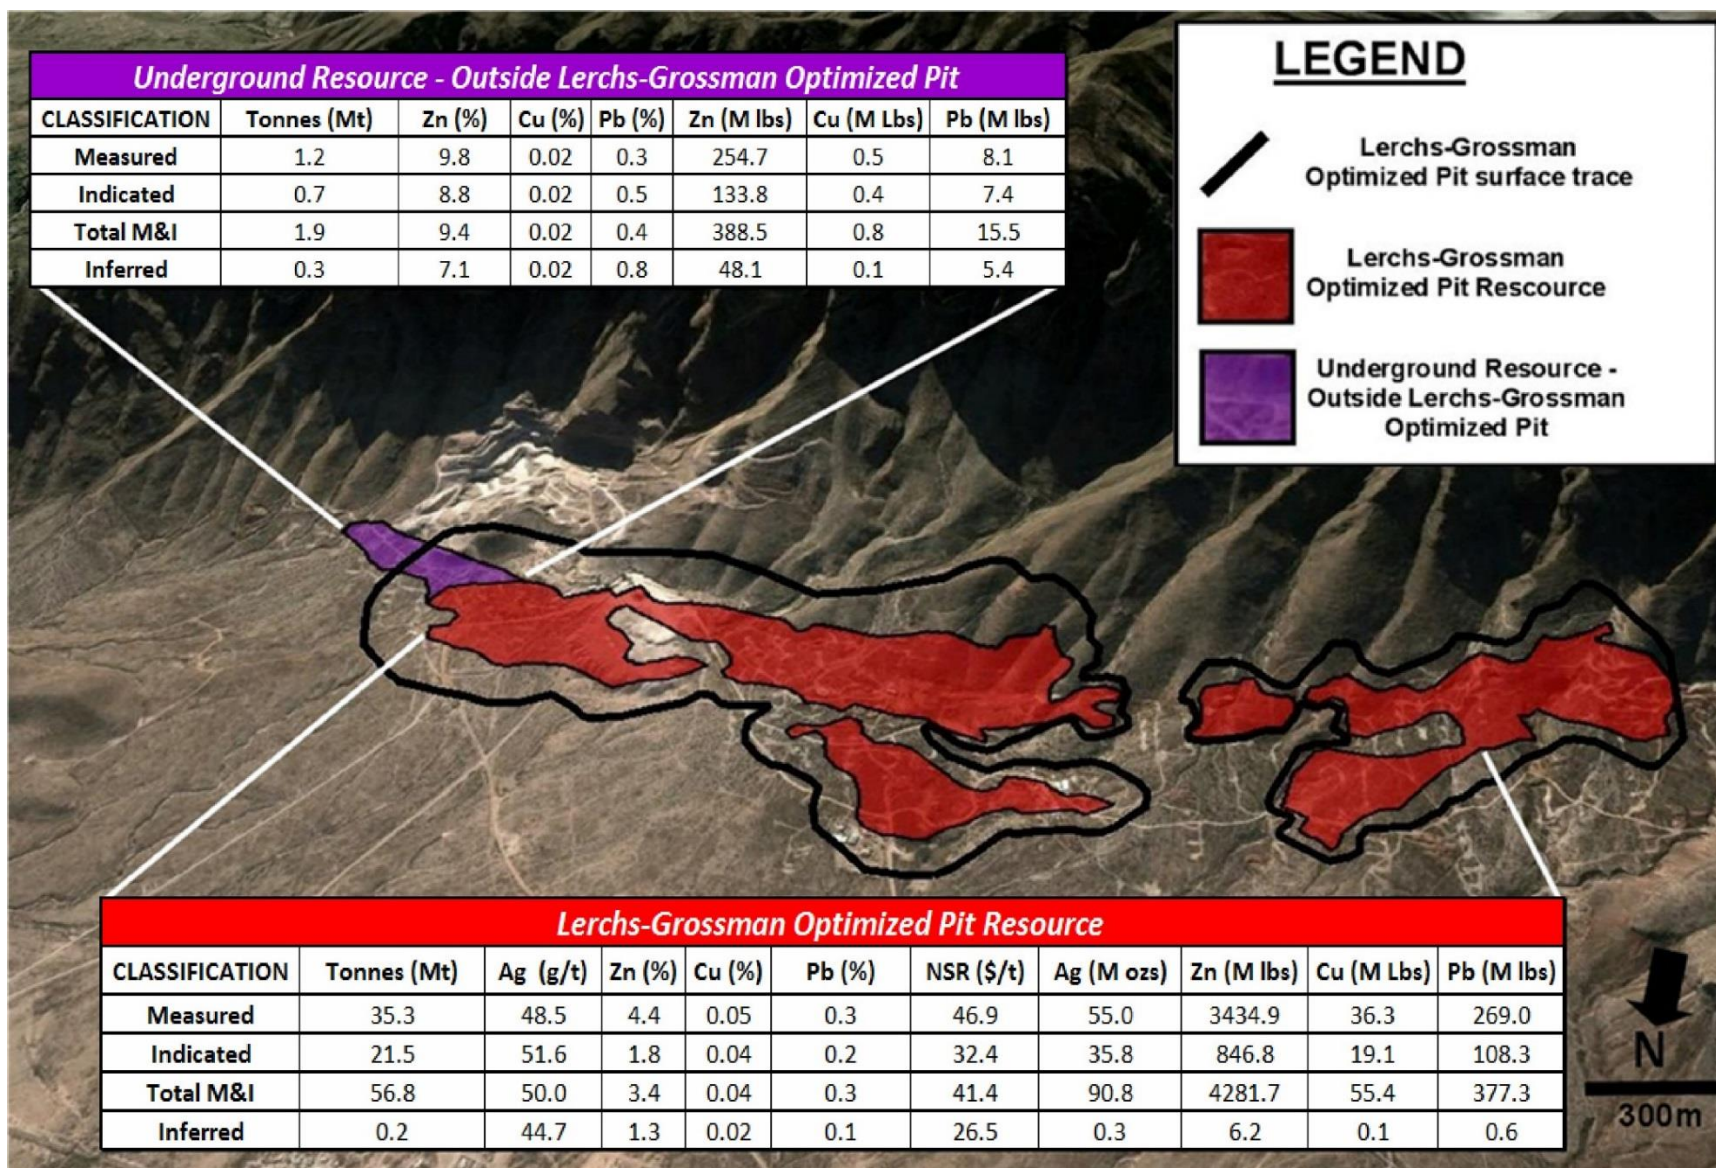 Underground Resource - Outside Lerchs-Grossman Optimized Pit
CLASSIFICATION Tonnes (Mt) Zn (%) Cu (%) Pb (%) Zn (M lbs) Cu (M Lbs) Pb (M lbs)
Measured 1.2 9.8 0.02 0.3 254.7 0.5 8.1
Indicated 0.7 8.8 0.02 0.5 133.8 0.4 7.4
Total M&I 1.9 9.4 0.02 0.4 388.5 0.8 15.5
Inferred 0.3 7.1 0.02 0.8 48.1 0.1 5.4
LEGEND
Lerchs-Grossman
Optimized Pit surface trace
Lerchs-Grossman
Optimized Pit Rescource
Underground Resource -
Outside Lerchs-Grossman
Optimized Pit
Lerchs-Grossman Optimized Pit Resource
CLASSIFICATION Tonnes (Mt) Ag (g/t) Zn (%) Cu (%) Pb (%) NSR ($/t) Ag (M ozs) Zn (M lbs) Cu (M Lbs) Pb (M lbs)
Measured 35.3 48.5 4.4 0.05 0.3 46.9 55.0 3434.9 36.3 269.0
Indicated 21.5 51.6 1.8 0.04 0.2 32.4 35.8 846.8 19.1 108.3
Total M&I 56.8 50.0 3.4 0.04 0.3 41.4 90.8 4281.7 55.4 377.3
Inferred 0.2 44.7 1.3 0.02 0.1 26.5 0.3 6.2 0.1 0.6
N
300m